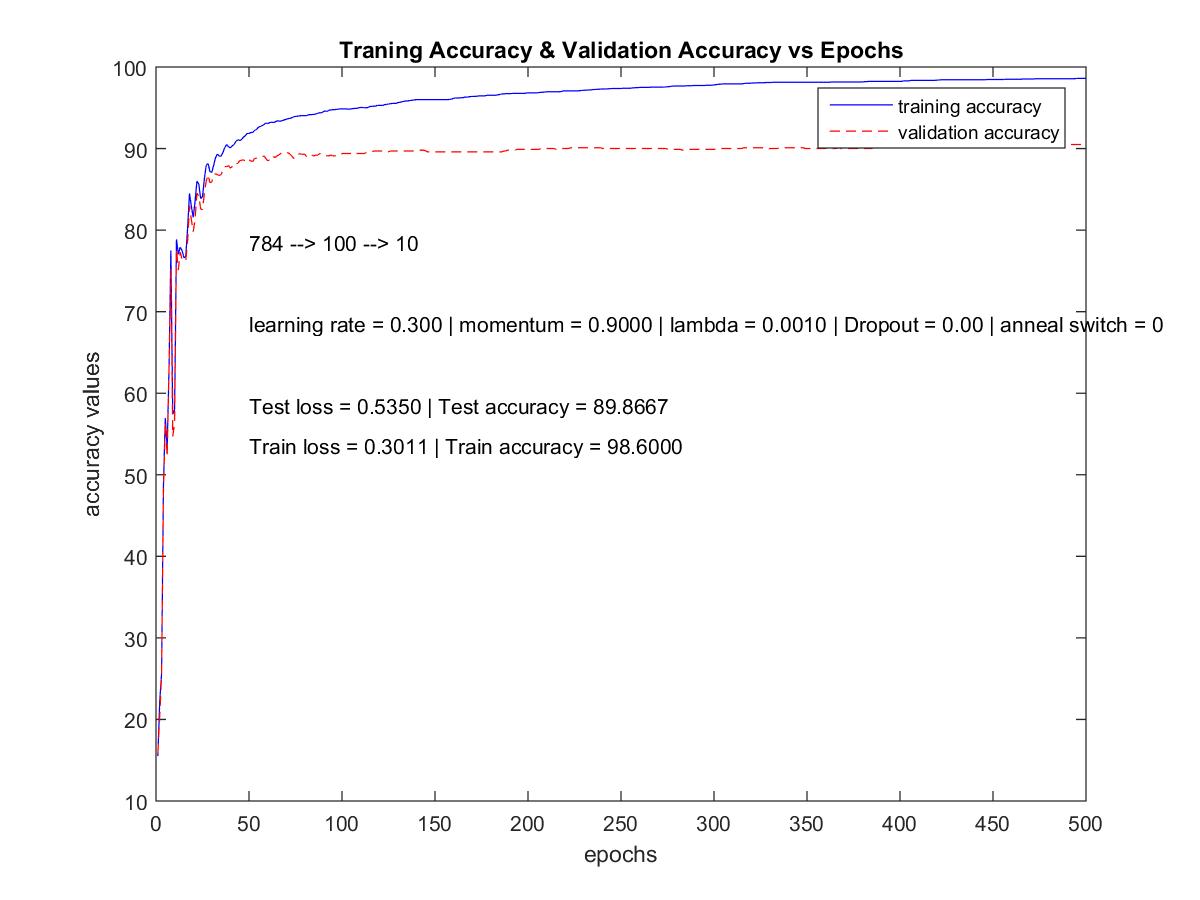 Traning Accuracy & Validation Accuracy vs Epochs
100
90
80
70
60
50
40
30
20
10
accuracy values
training accuracy
validation accuracy
784 --> 100 --> 10
learning rate = 0.300 | momentum = 0.9000 | lambda = 0.0010 | Dropout = 0.00 | anneal switch = 0
Test loss = 0.5350 | Test accuracy = 89.8667
Train loss = 0.3011 | Train accuracy = 98.6000
0 50 100 150 200 250 300 350 400 450 500
epochs